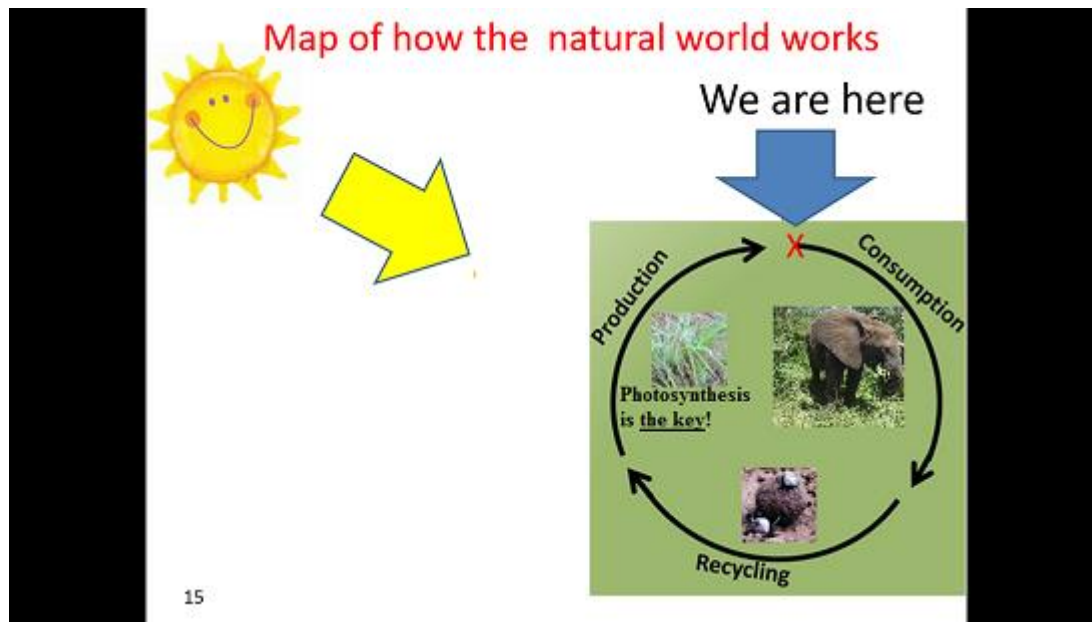 Map of how the natural world works
We are here
X
Production
Consumption
Photosynthesis
is the key!
Recycling
15